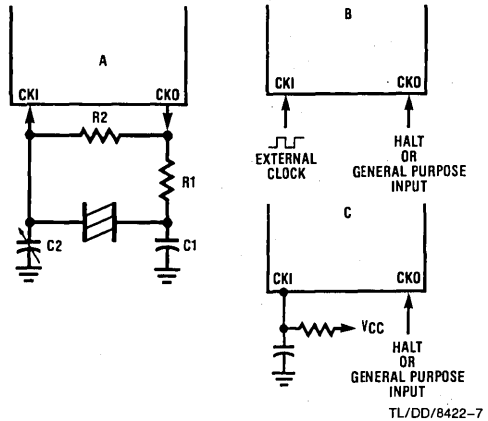 A
CKI
CKO
R2
R1
C2
C1
B
CKI
CKO
EXTERNAL
CLOCK
HALT
OR
GENERAL PURPOSE
INPUT
C
CKI
CKO
VCC
HALT
OR
GENERAL PURPOSE
INPUT
TL/DD/8422–7